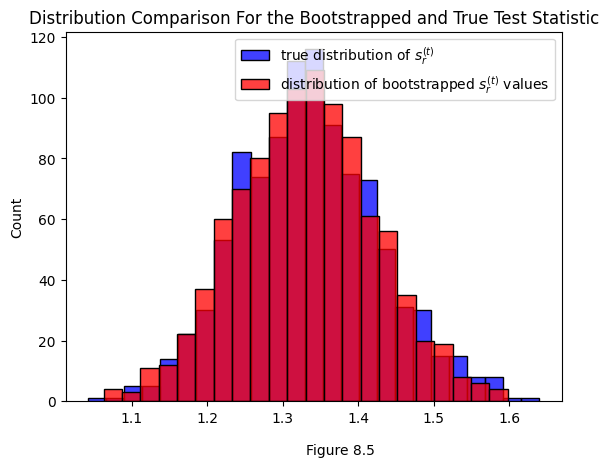 Distribution Comparison For the Bootstrapped and True Test Statistic
true distribution of $s_r^{(t)}$
distribution of bootstrapped $s_r^{(t)}$ values
120
100
80
60
40
20
0
Count
1.1 1.2 1.3 1.4 1.5 1.6
Figure 8.5